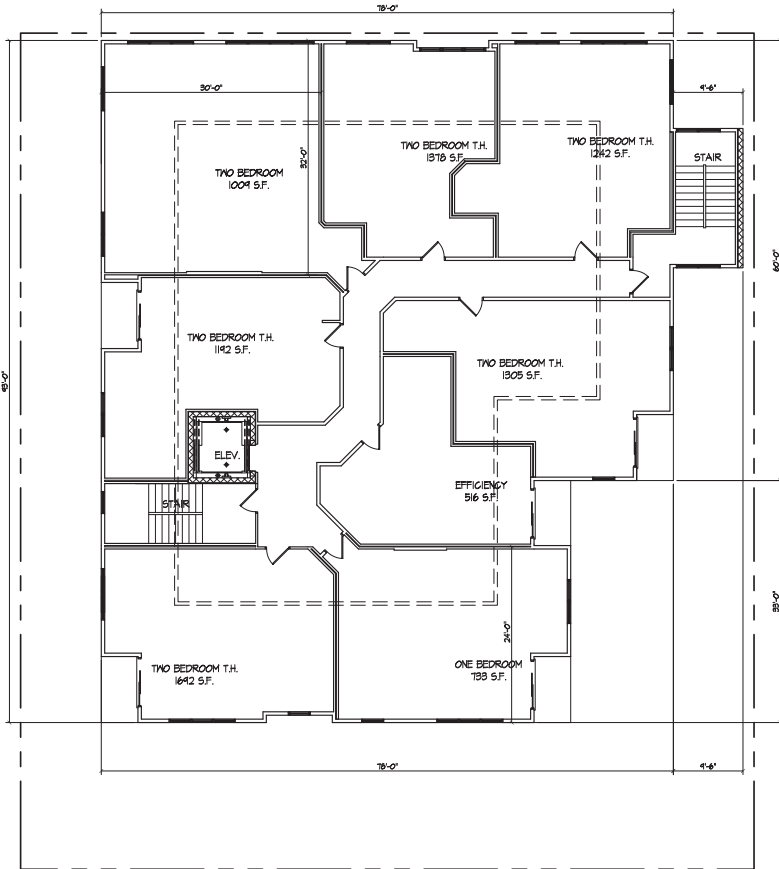 78'-0"
30'-0"
9'-6"
TWO BEDROOM T.H.
1378 S.F.
TWO BEDROOM T.H.
1242 S.F.
STAIR
32'-0"
TWO BEDROOM
1009 S.F.
60'-0"
TWO BEDROOM T.H.
1192 S.F.
TWO BEDROOM T.H.
1305 S.F.
93'-0"
ELEV.
EFFICIENCY
516 S.F.
STAIR
33'-0"
24'-0"
TWO BEDROOM T.H.
1692 S.F.
ONE BEDROOM
733 S.F.
78'-0"
9'-6"